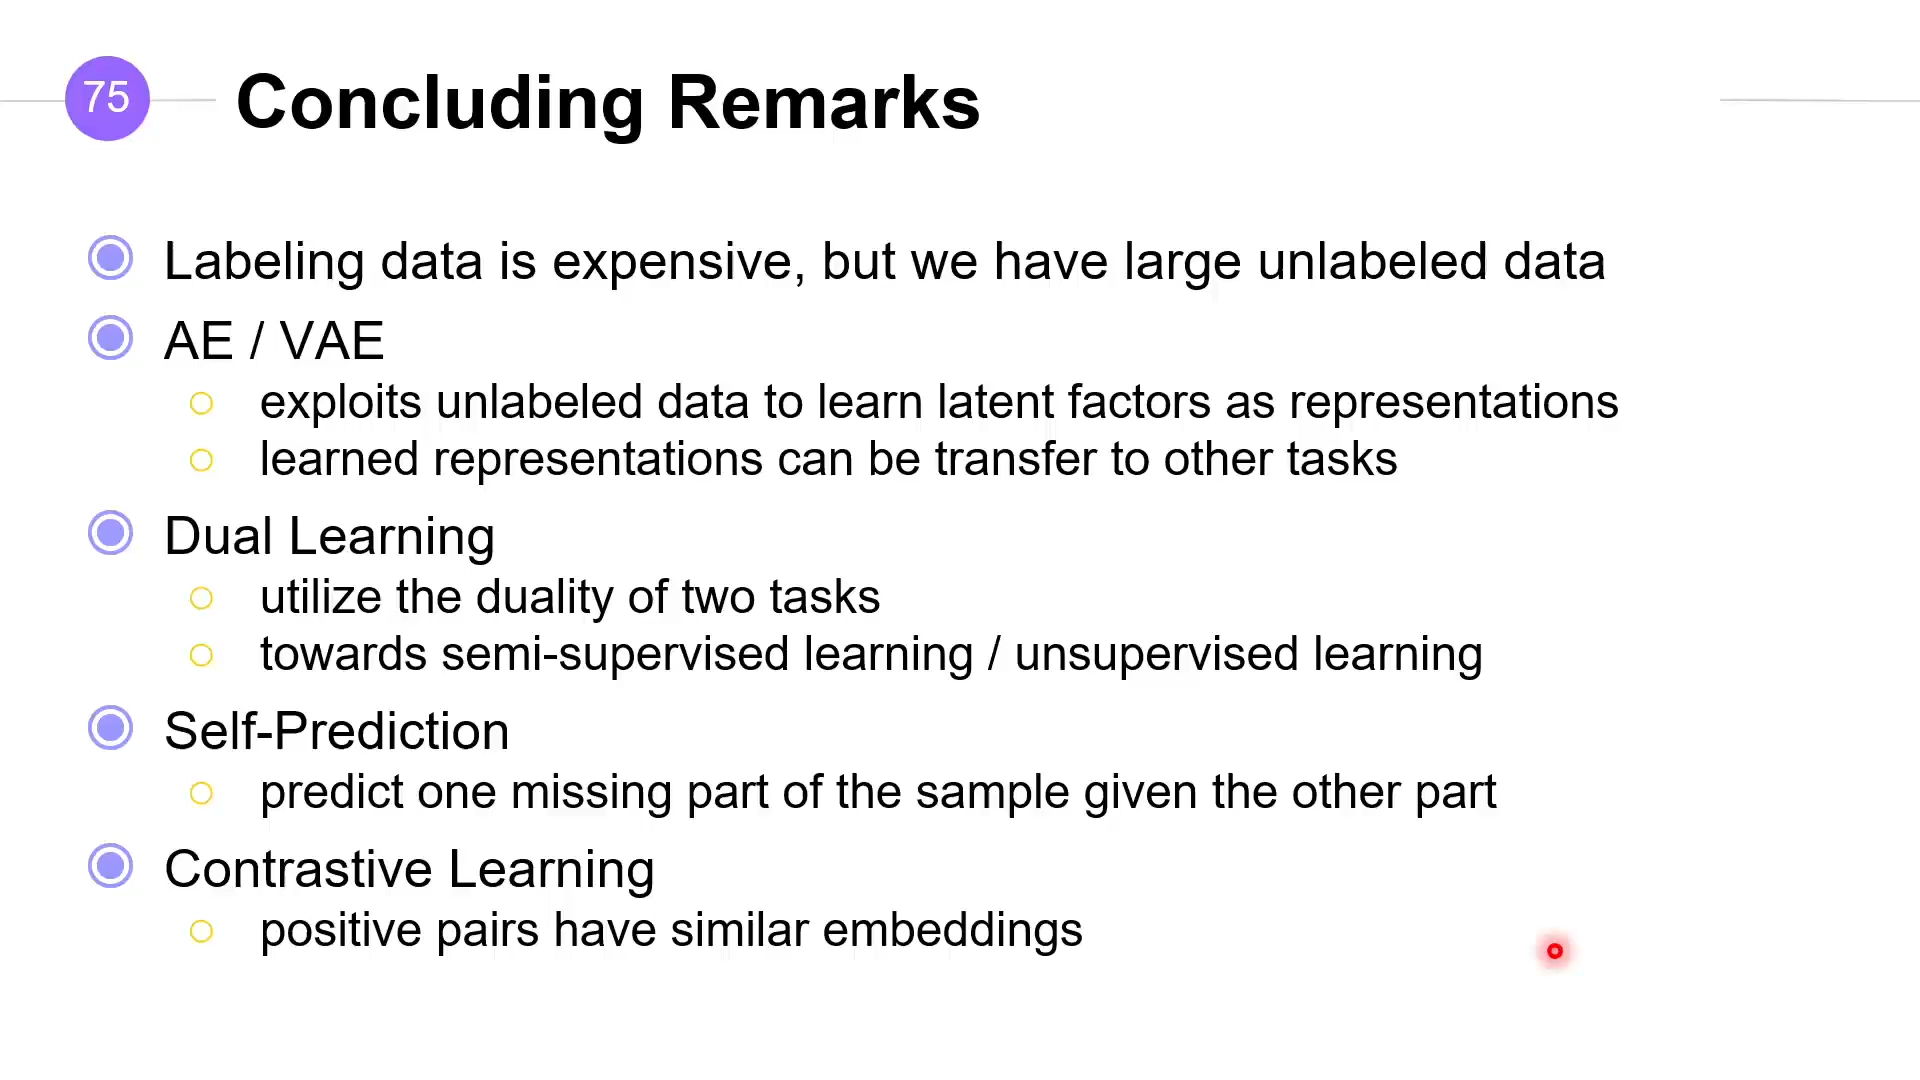 75
Concluding Remarks
Labeling data is expensive, but we have large unlabeled data
AE / VAE
exploits unlabeled data to learn latent factors as representations
learned representations can be transfer to other tasks
Dual Learning
utilize the duality of two tasks
towards semi-supervised learning / unsupervised learning
Self-Prediction
predict one missing part of the sample given the other part
Contrastive Learning
positive pairs have similar embeddings